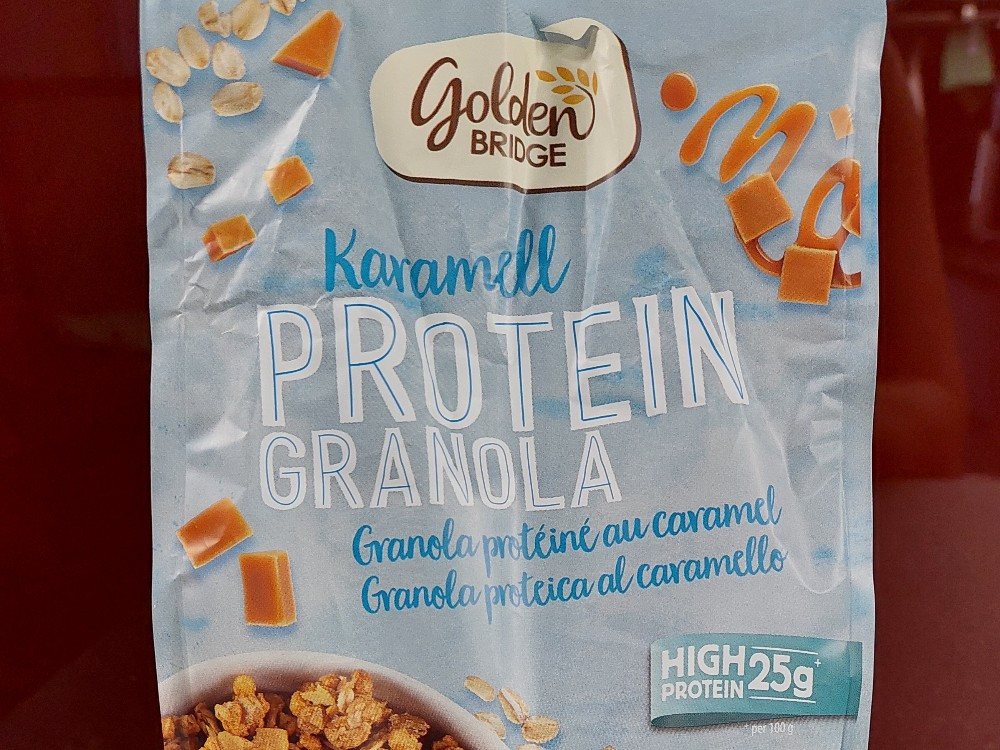 Golden
BRIDGE
Karamell
PROTEIN
GRANOLA
Granola protéiné au caramel
Granola proteica al caramello
HIGH
PROTEIN
25g+
+ per 100 g